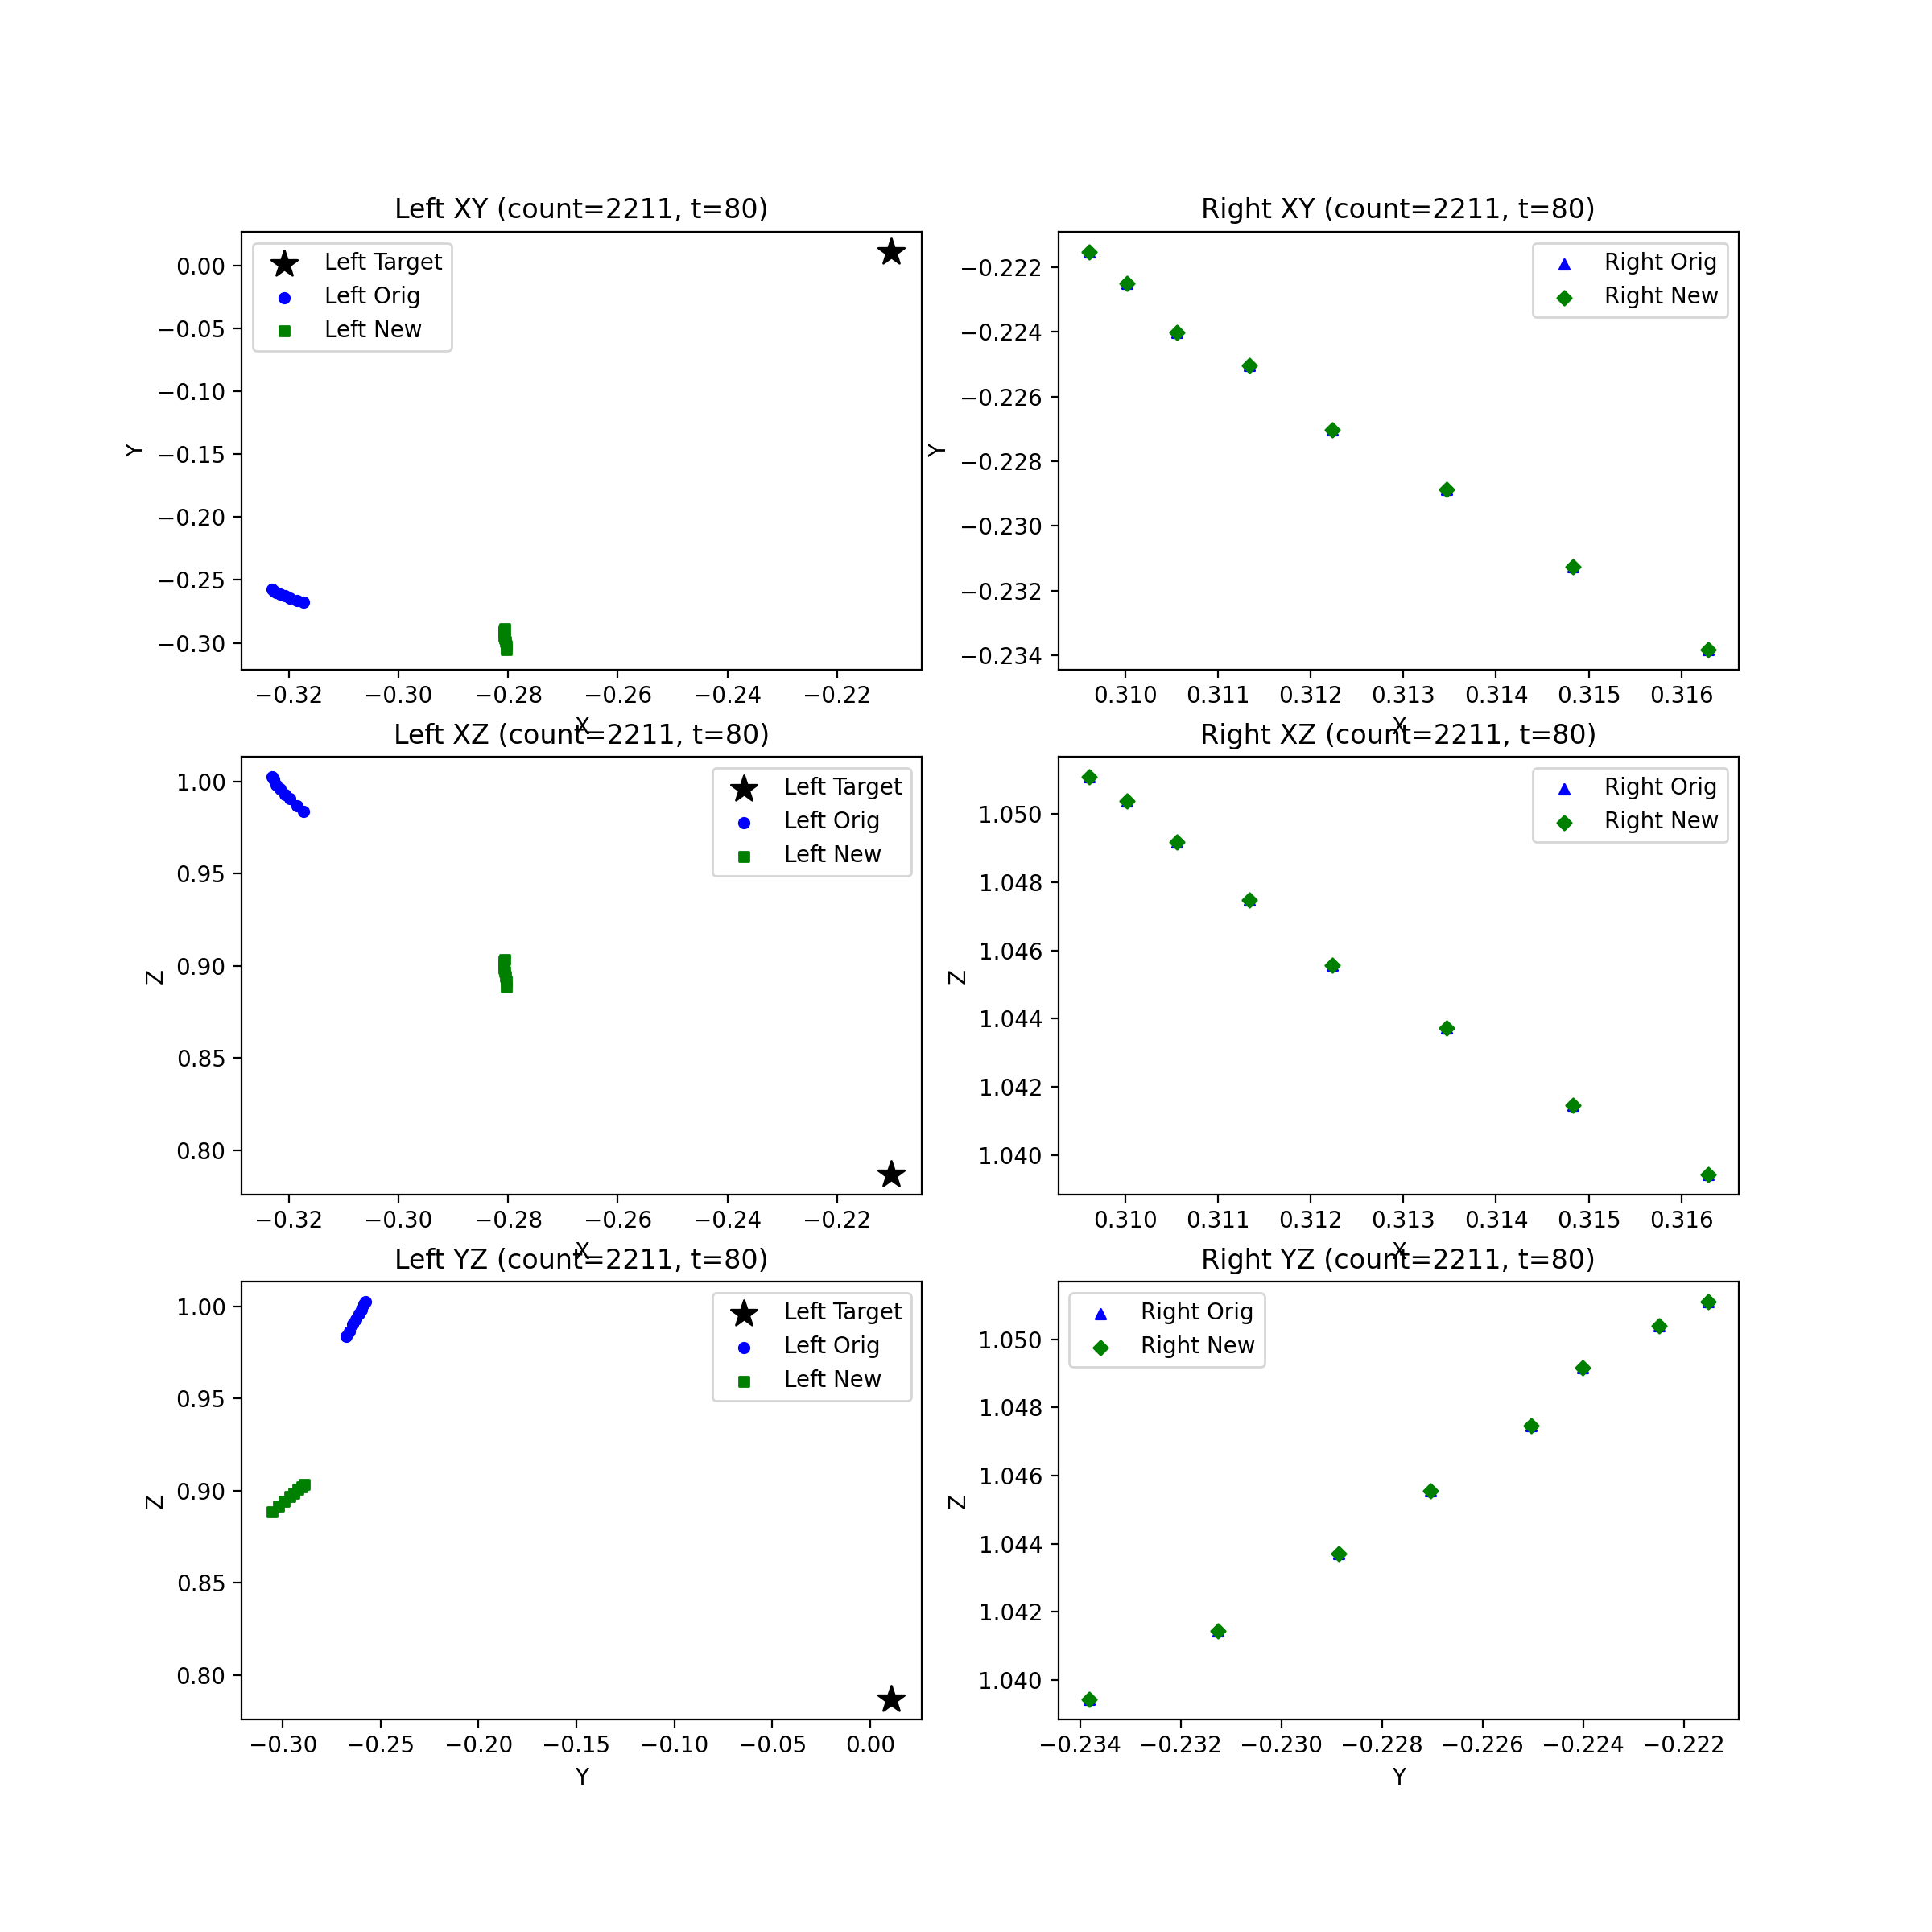 Left XY (count=2211, t=80)
Left Target
Left Orig
Left New
0.00
−0.05
−0.10
−0.15
−0.20
−0.25
−0.30
Y
−0.32
−0.30
−0.28
−0.26
−0.24
−0.22
X
Right XY (count=2211, t=80)
Right Orig
Right New
−0.222
−0.224
−0.226
−0.228
−0.230
−0.232
−0.234
Y
0.310
0.311
0.312
0.313
0.314
0.315
0.316
X
Left XZ (count=2211, t=80)
Left Target
Left Orig
Left New
1.00
0.95
0.90
0.85
0.80
Z
−0.32
−0.30
−0.28
−0.26
−0.24
−0.22
X
Right XZ (count=2211, t=80)
Right Orig
Right New
1.050
1.048
1.046
1.044
1.042
1.040
Z
0.310
0.311
0.312
0.313
0.314
0.315
0.316
X
Left YZ (count=2211, t=80)
Left Target
Left Orig
Left New
1.00
0.95
0.90
0.85
0.80
Z
−0.30
−0.25
−0.20
−0.15
−0.10
−0.05
0.00
Y
Right YZ (count=2211, t=80)
Right Orig
Right New
1.050
1.048
1.046
1.044
1.042
1.040
Z
−0.234
−0.232
−0.230
−0.228
−0.226
−0.224
−0.222
Y